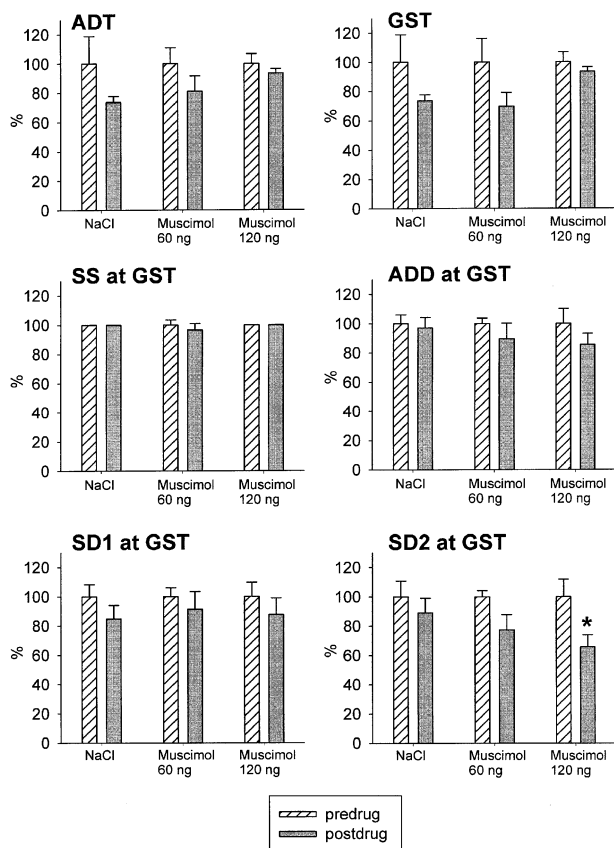 ADT
120
100
80
60
40
20
0
%
NaCl
Muscimol
60 ng
Muscimol
120 ng
GST
120
100
80
60
40
20
0
%
NaCl
Muscimol
60 ng
Muscimol
120 ng
SS at GST
120
100
80
60
40
20
0
%
NaCl
Muscimol
60 ng
Muscimol
120 ng
ADD at GST
120
100
80
60
40
20
0
%
NaCl
Muscimol
60 ng
Muscimol
120 ng
SD1 at GST
120
100
80
60
40
20
0
%
NaCl
Muscimol
60 ng
Muscimol
120 ng
SD2 at GST
120
100
80
60
40
20
0
%
*
NaCl
Muscimol
60 ng
Muscimol
120 ng
predrug
postdrug